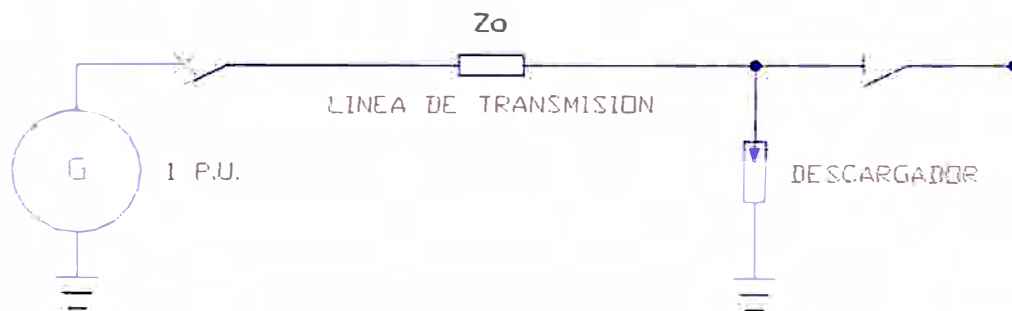 Zo
LINEA DE TRANSMISION
G
1 P.U.
DESCARGADOR